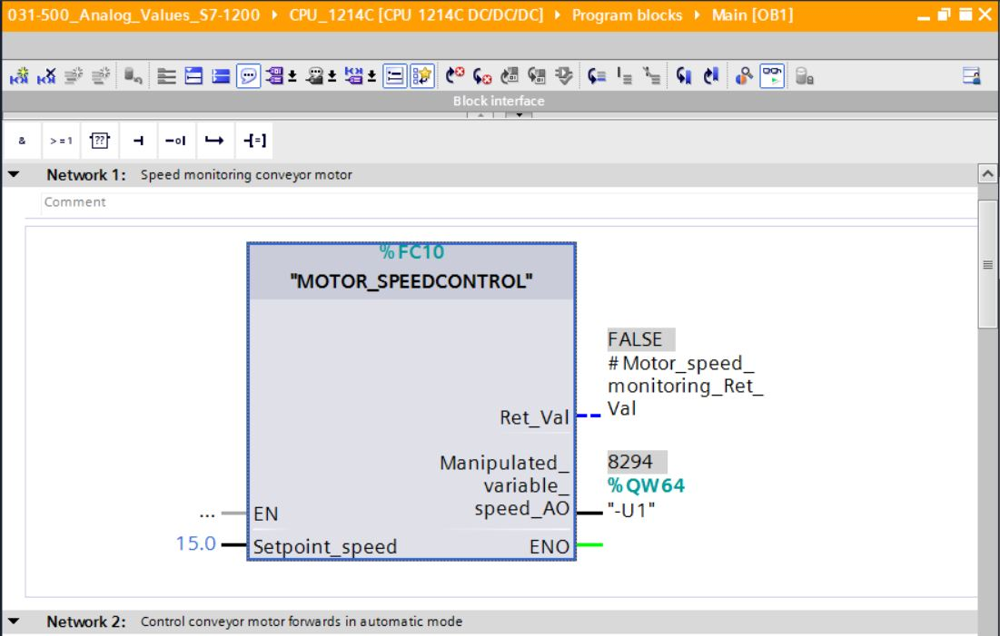 031-500_Analog_Values_S7-1200 ▸ CPU_1214C [CPU 1214C DC/DC/DC] ▸ Program blocks ▸ Main [OB1]
Block interface
& >=1 ?? -o| -[=]
Network 1: Speed monitoring conveyor motor
Comment
%FC10
"MOTOR_SPEEDCONTROL"
FALSE
#Motor_speed_
monitoring_Ret_
Val
Ret_Val
Manipulated_
variable_
speed_AO
8294
%QW64
"-U1"
... EN
15.0 Setpoint_speed
ENO
Network 2: Control conveyor motor forwards in automatic mode